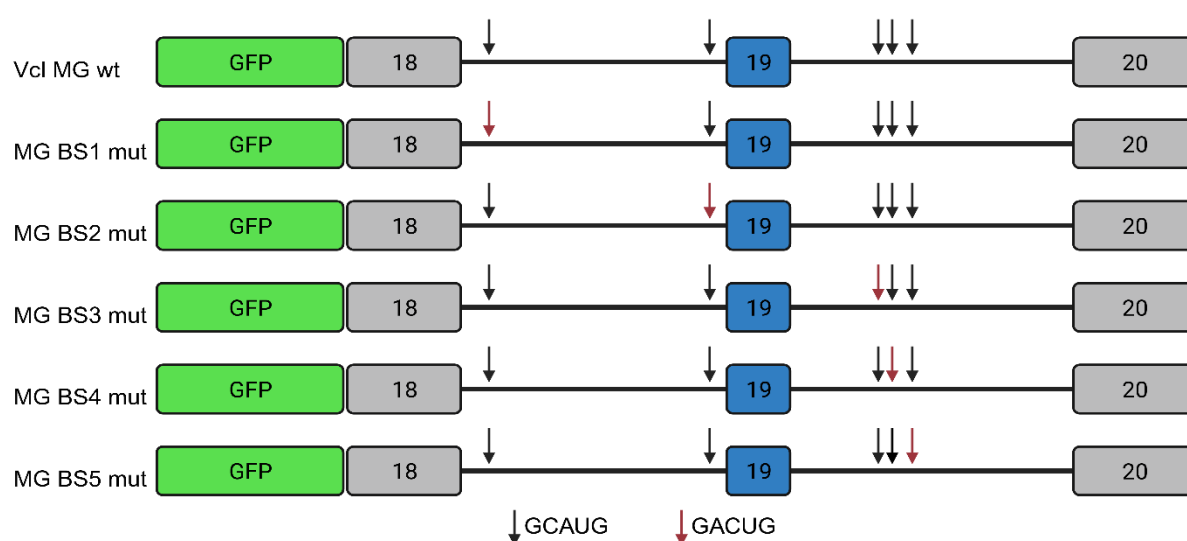 Vcl MG wt GFP 18 19 20
MG BS1 mut GFP 18 19 20
MG BS2 mut GFP 18 19 20
MG BS3 mut GFP 18 19 20
MG BS4 mut GFP 18 19 20
MG BS5 mut GFP 18 19 20
GCAUG GACUG